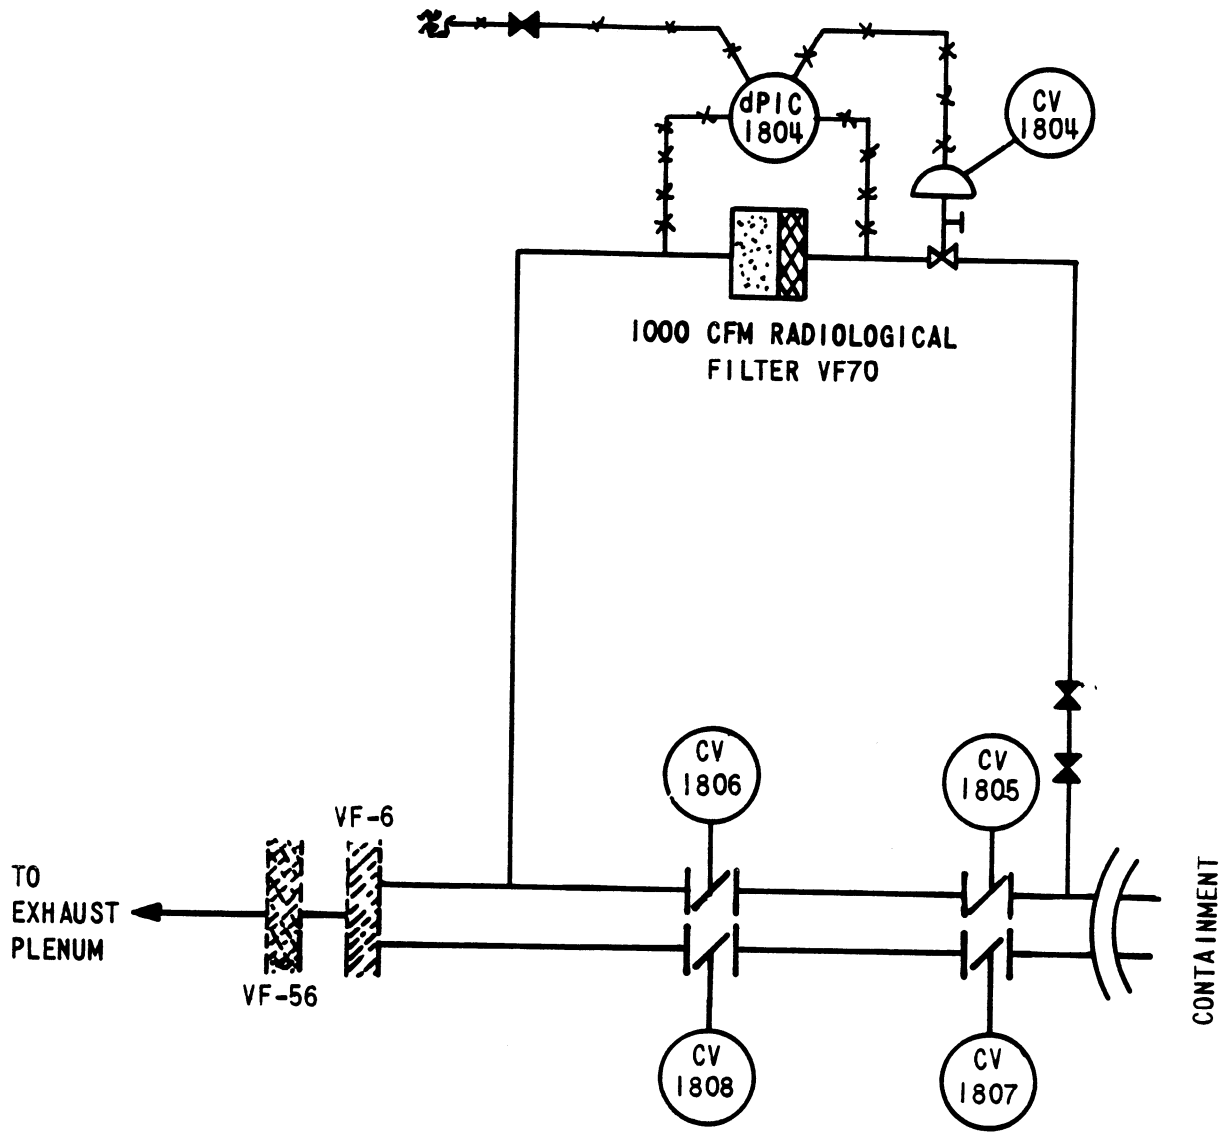 dPIC
1804
CV
1804
1000 CFM RADIOLOGICAL
FILTER VF70
CV
1806
CV
1805
VF-6
TO
EXHAUST
PLENUM
VF-56
CONTAINMENT
CV
1808
CV
1807